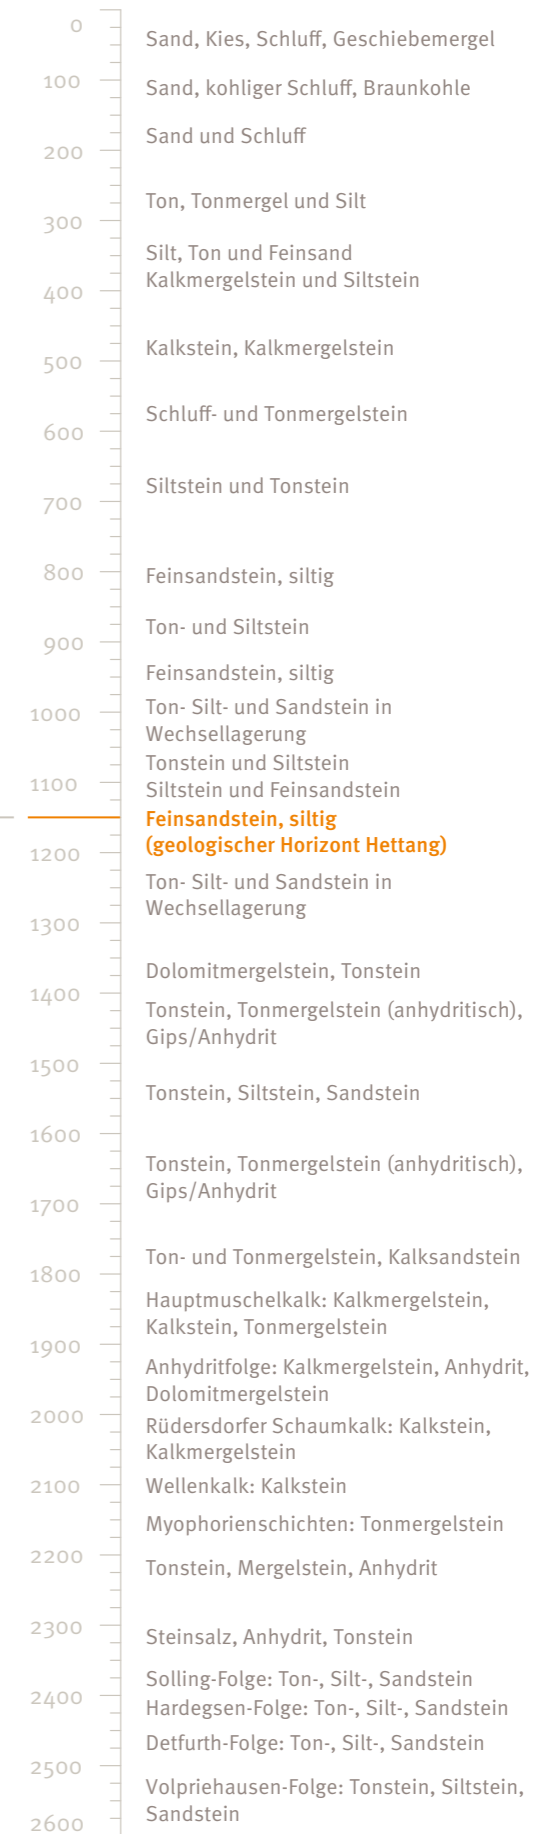 0
Sand, Kies, Schluff, Geschiebemergel
100
Sand, kohliger Schluff, Braunkohle
Sand und Schluff
200
Ton, Tonmergel und Silt
300
Silt, Ton und Feinsand
Kalkmergelstein und Siltstein
400
Kalkstein, Kalkmergelstein
500
Schluff- und Tonmergelstein
600
Siltstein und Tonstein
700
800
Feinsandstein, siltig
Ton- und Siltstein
900
Feinsandstein, siltig
Ton- Silt- und Sandstein in
1000
Wechsellagerung
Tonstein und Siltstein
1100
Siltstein und Feinsandstein
Feinsandstein, siltig
(geologischer Horizont Hettang)
1200
Ton- Silt- und Sandstein in
Wechsellagerung
1300
Dolomitmergelstein, Tonstein
1400
Tonstein, Tonmergelstein (anhydritisch),
Gips/Anhydrit
1500
Tonstein, Siltstein, Sandstein
1600
Tonstein, Tonmergelstein (anhydritisch),
Gips/Anhydrit
1700
Ton- und Tonmergelstein, Kalksandstein
1800
Hauptmuschelkalk: Kalkmergelstein,
Kalkstein, Tonmergelstein
1900
Anhydritfolge: Kalkmergelstein, Anhydrit,
Dolomitmergelstein
2000
Rüdersdorfer Schaumkalk: Kalkstein,
Kalkmergelstein
2100
Wellenkalk: Kalkstein
Myophorienschichten: Tonmergelstein
2200
Tonstein, Mergelstein, Anhydrit
2300
Steinsalz, Anhydrit, Tonstein
Solling-Folge: Ton-, Silt-, Sandstein
2400
Hardegsen-Folge: Ton-, Silt-, Sandstein
Detfurth-Folge: Ton-, Silt-, Sandstein
2500
Volpriehausen-Folge: Tonstein, Siltstein,
Sandstein
2600